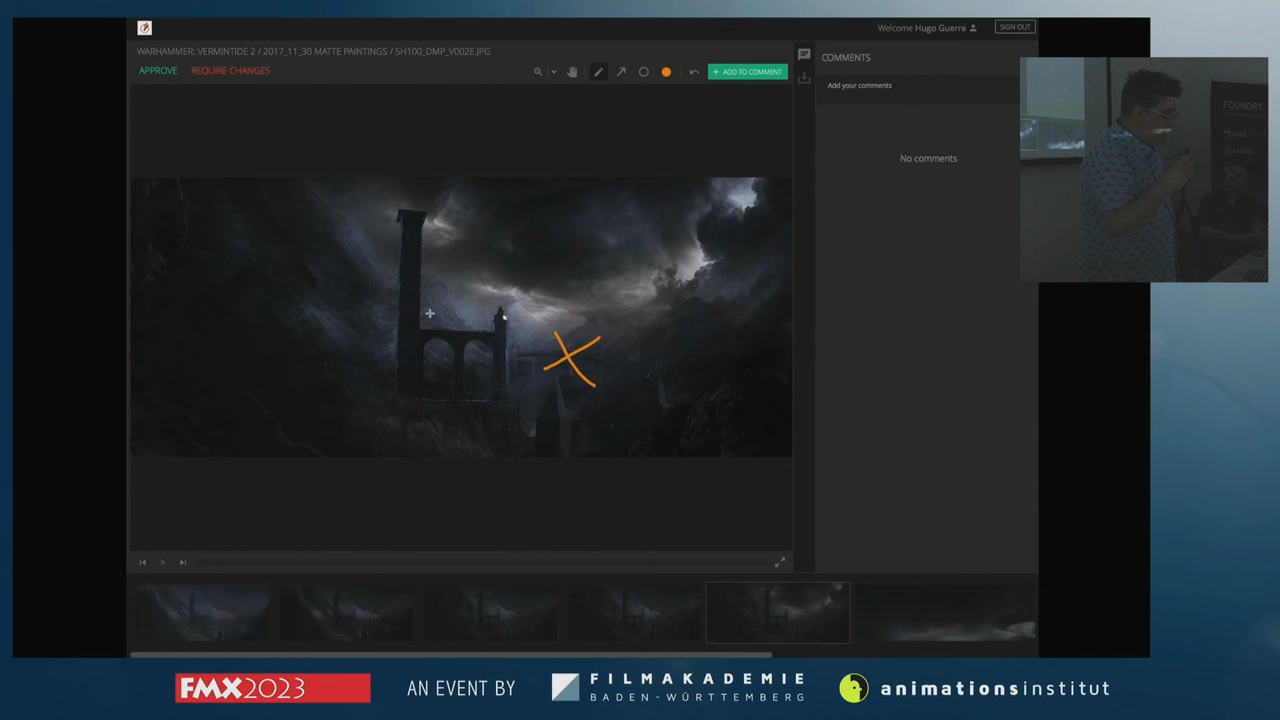 Welcome Hugo Guerra
SIGN OUT
WARHAMMER: VERMINTIDE 2 / 2017_11_30 MATTE PAINTINGS / SH100_DMP_V002E.JPG
APPROVE
REQUIRE CHANGES
+ ADD TO COMMENT
COMMENTS
Add your comments
No comments
FOUNDRY.
FMX2023
AN EVENT BY
FILMAKADEMIE
BADEN-WÜRTTEMBERG
animationsinstitut